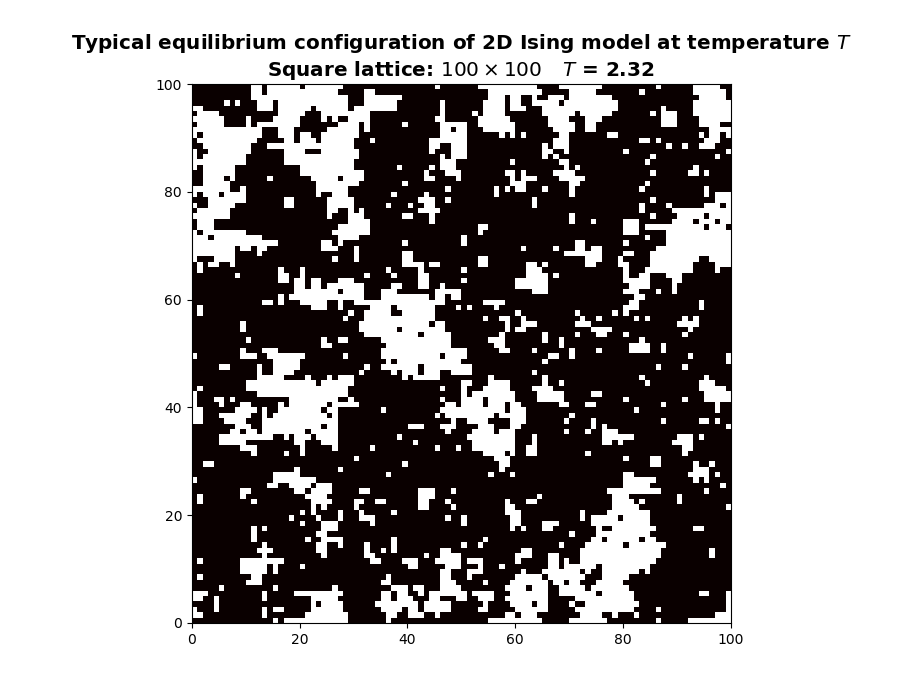 Typical equilibrium configuration of 2D Ising model at temperature T
Square lattice: 100 × 100 T = 2.32
100
80
60
40
20
0
0 20 40 60 80 100